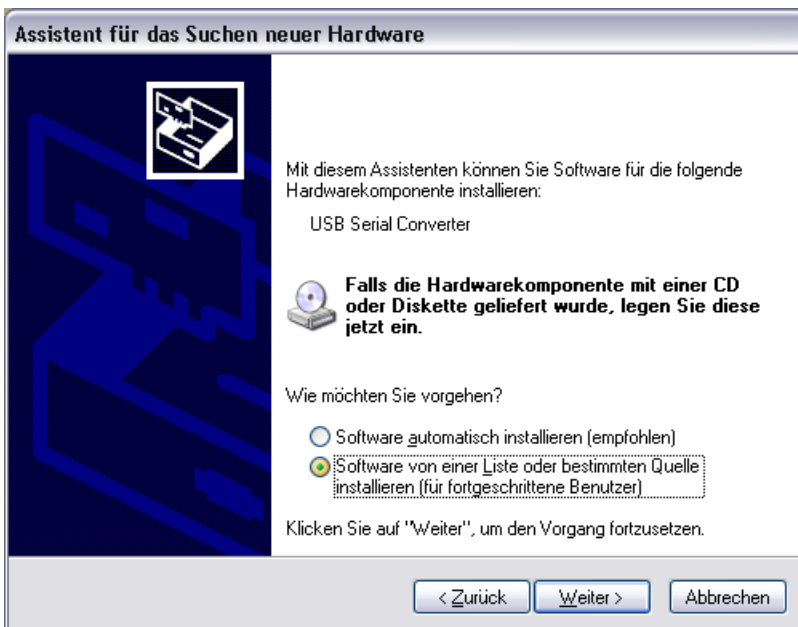 Assistent für das Suchen neuer Hardware
Mit diesem Assistenten können Sie Software für die folgende
Hardwarekomponente installieren:
USB Serial Converter
Falls die Hardwarekomponente mit einer CD
oder Diskette geliefert wurde, legen Sie diese
jetzt ein.
Wie möchten Sie vorgehen?
Software automatisch installieren (empfohlen)
Software von einer Liste oder bestimmten Quelle
installieren (für fortgeschrittene Benutzer)
Klicken Sie auf "Weiter", um den Vorgang fortzusetzen.
< Zurück Weiter > Abbrechen